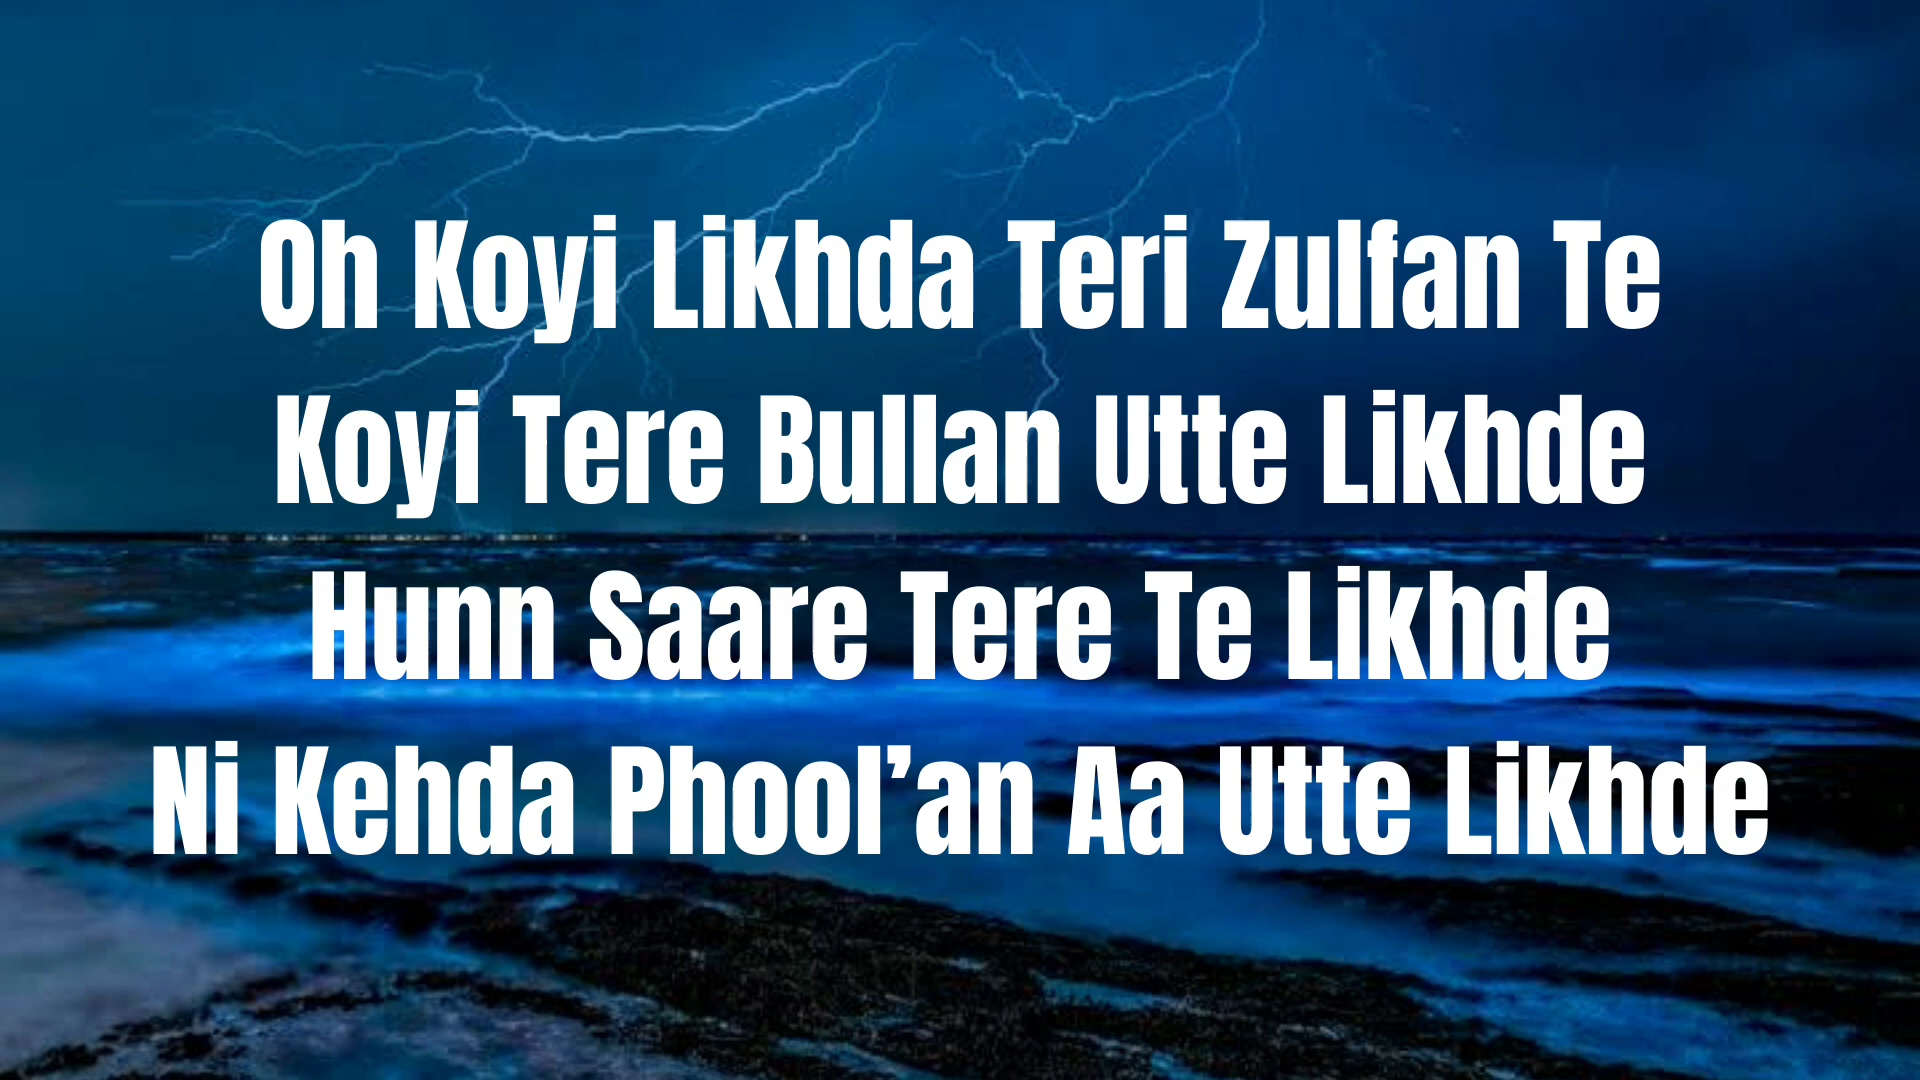 Oh Koyi Likhda Teri Zulfan Te
Koyi Tere Bullan Utte Likhde
Hunn Saare Tere Te Likhde
Ni Kehda Phool’an Aa Utte Likhde